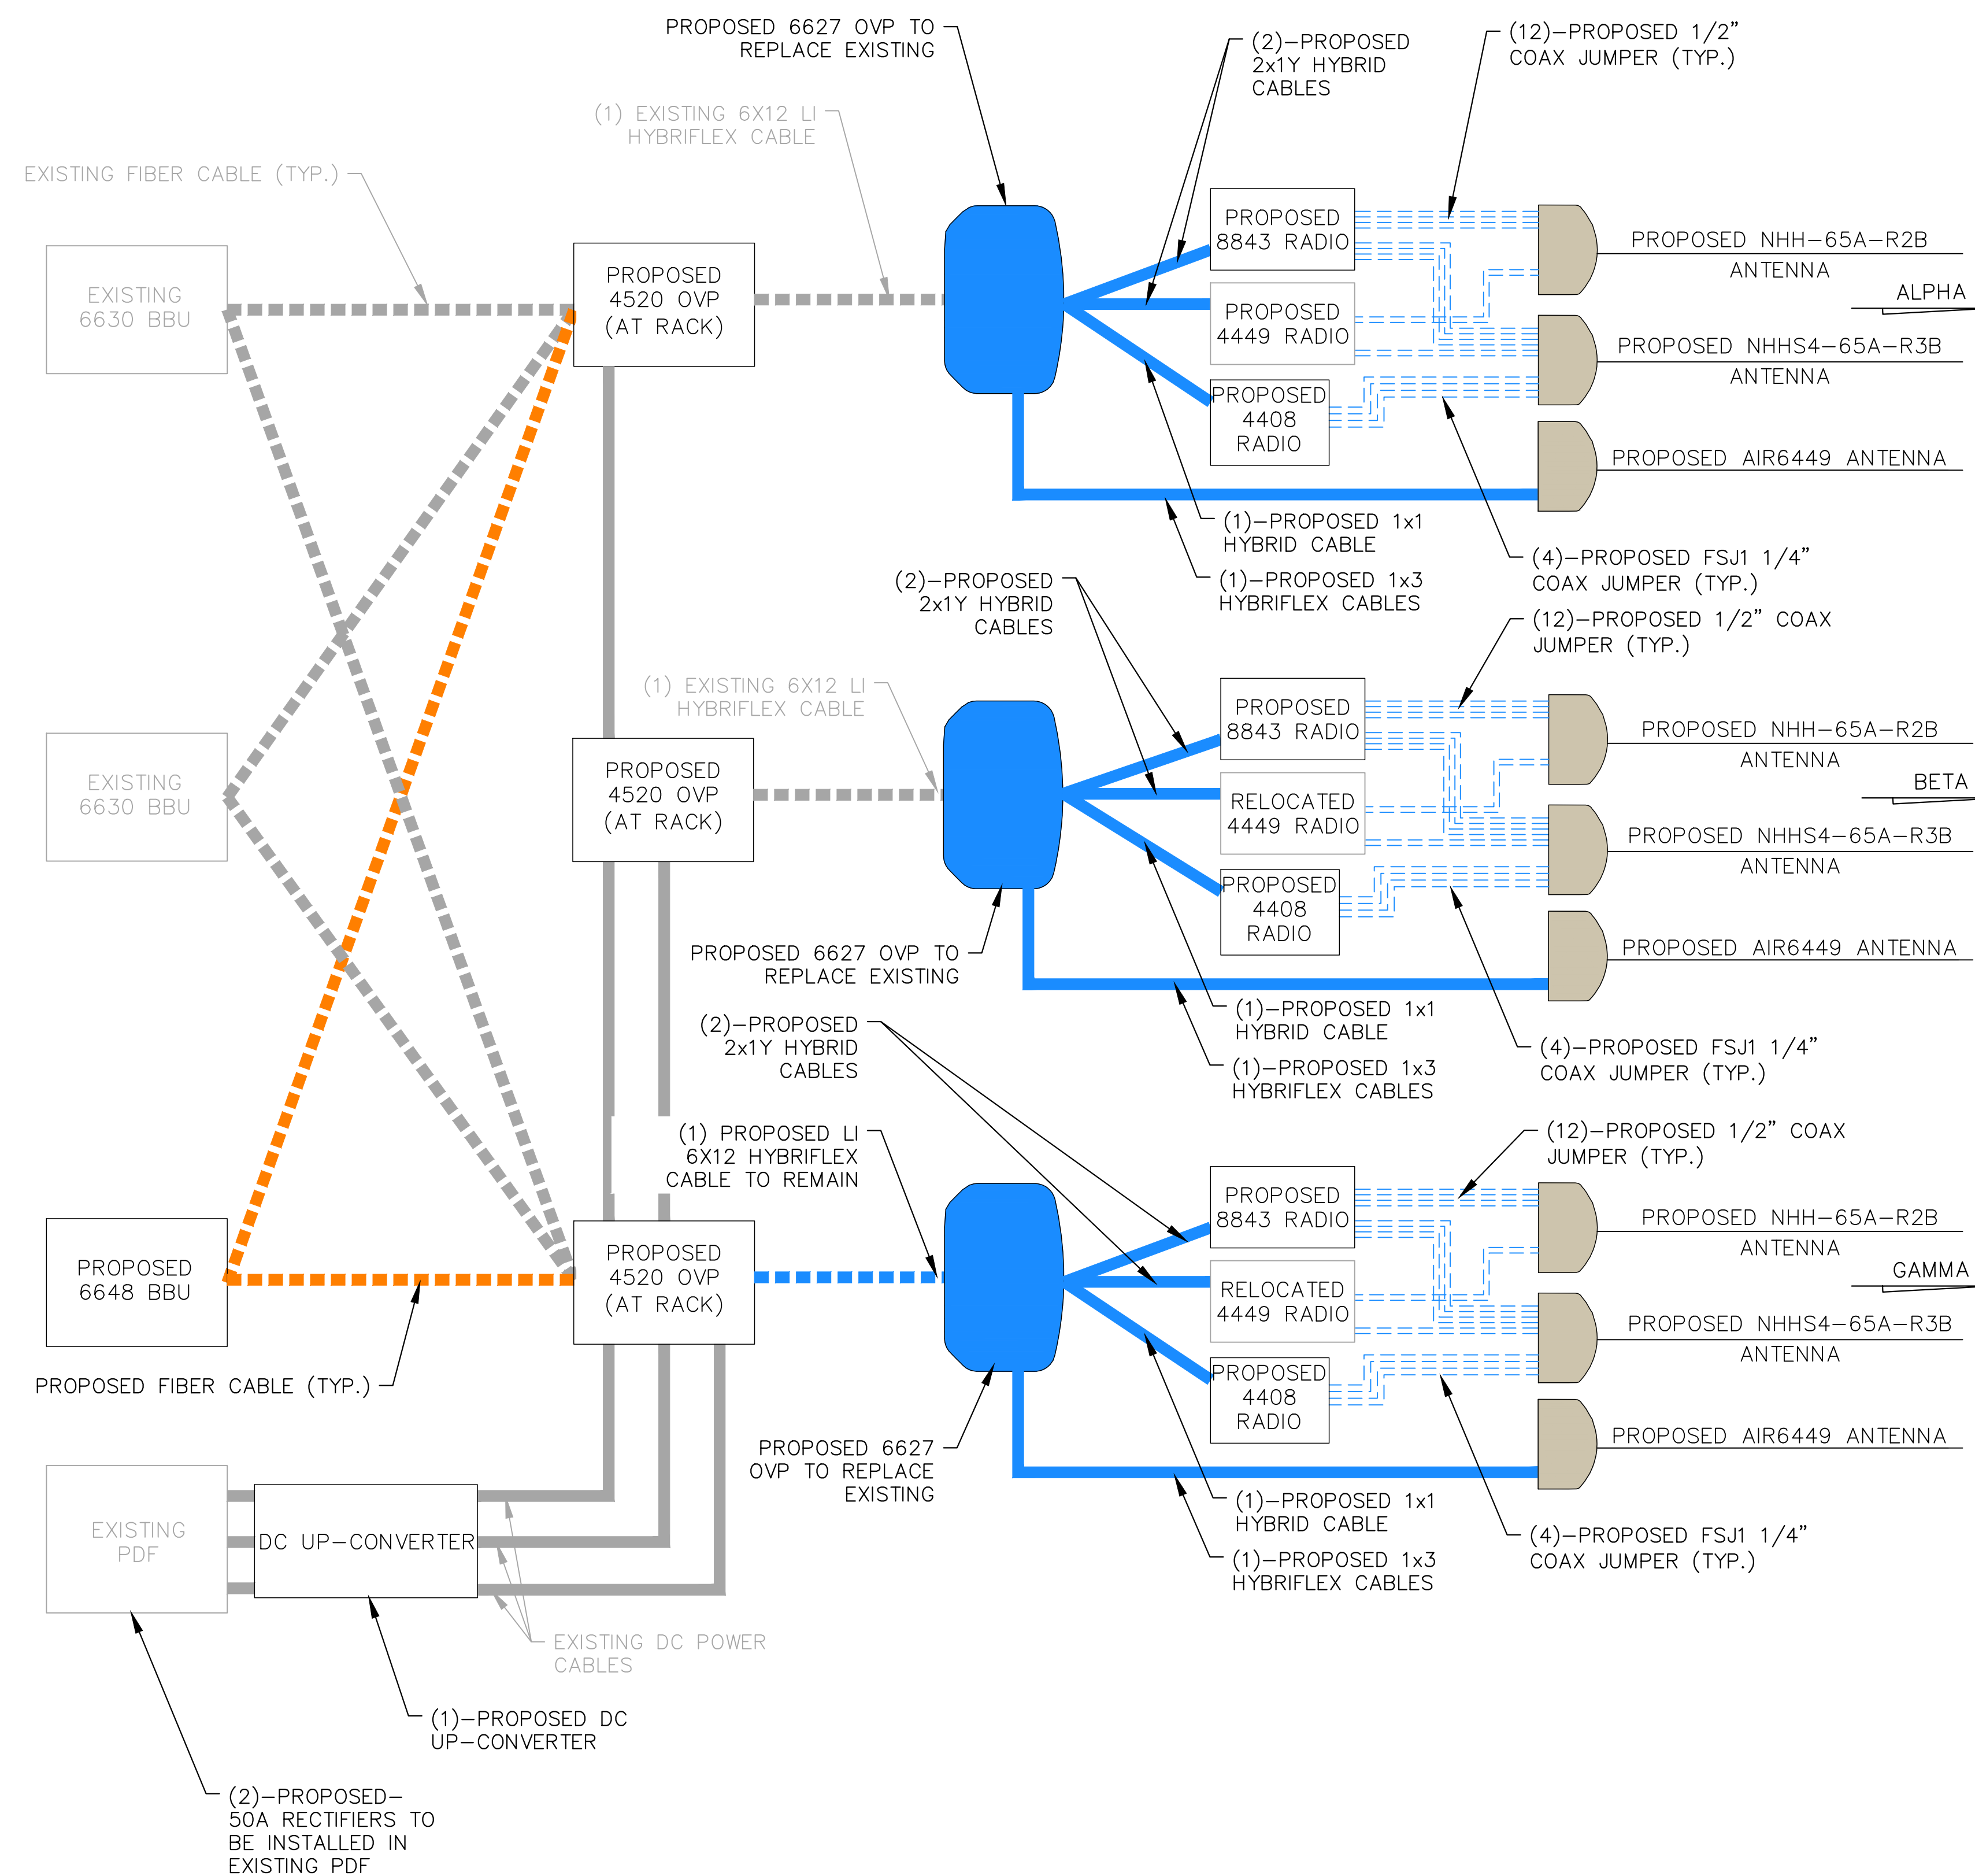 PROPOSED 6627 OVP TO
REPLACE EXISTING
(2)-PROPOSED
2x1Y HYBRID
CABLES
(12)-PROPOSED 1/2"
COAX JUMPER (TYP.)
(1) EXISTING 6X12 LI
HYBRIFLEX CABLE
EXISTING FIBER CABLE (TYP.)
EXISTING
6630 BBU
PROPOSED
4520 OVP
(AT RACK)
PROPOSED
8843 RADIO
PROPOSED
4449 RADIO
PROPOSED
4408
RADIO
PROPOSED NHH-65A-R2B
ANTENNA
ALPHA
PROPOSED NHHS4-65A-R3B
ANTENNA
PROPOSED AIR6449 ANTENNA
(1)-PROPOSED 1x1
HYBRID CABLE
(1)-PROPOSED 1x3
HYBRIFLEX CABLES
(4)-PROPOSED FSJ1 1/4"
COAX JUMPER (TYP.)
(2)-PROPOSED
2x1Y HYBRID
CABLES
(12)-PROPOSED 1/2" COAX
JUMPER (TYP.)
(1) EXISTING 6X12 LI
HYBRIFLEX CABLE
EXISTING
6630 BBU
PROPOSED
4520 OVP
(AT RACK)
PROPOSED
8843 RADIO
RELOCATED
4449 RADIO
PROPOSED
4408
RADIO
PROPOSED NHH-65A-R2B
ANTENNA
BETA
PROPOSED NHHS4-65A-R3B
ANTENNA
PROPOSED AIR6449 ANTENNA
PROPOSED 6627 OVP TO
REPLACE EXISTING
(1)-PROPOSED 1x1
HYBRID CABLE
(1)-PROPOSED 1x3
HYBRIFLEX CABLES
(4)-PROPOSED FSJ1 1/4"
COAX JUMPER (TYP.)
(2)-PROPOSED
2x1Y HYBRID
CABLES
(12)-PROPOSED 1/2" COAX
JUMPER (TYP.)
(1) PROPOSED LI
6X12 HYBRIFLEX
CABLE TO REMAIN
PROPOSED
6648 BBU
PROPOSED
4520 OVP
(AT RACK)
PROPOSED
8843 RADIO
RELOCATED
4449 RADIO
PROPOSED
4408
RADIO
PROPOSED NHH-65A-R2B
ANTENNA
GAMMA
PROPOSED NHHS4-65A-R3B
ANTENNA
PROPOSED AIR6449 ANTENNA
PROPOSED FIBER CABLE (TYP.)
PROPOSED 6627
OVP TO REPLACE
EXISTING
(1)-PROPOSED 1x1
HYBRID CABLE
(1)-PROPOSED 1x3
HYBRIFLEX CABLES
(4)-PROPOSED FSJ1 1/4"
COAX JUMPER (TYP.)
EXISTING
PDF
DC UP-CONVERTER
EXISTING DC POWER
CABLES
(1)-PROPOSED DC
UP-CONVERTER
(2)-PROPOSED-
50A RECTIFIERS TO
BE INSTALLED IN
EXISTING PDF